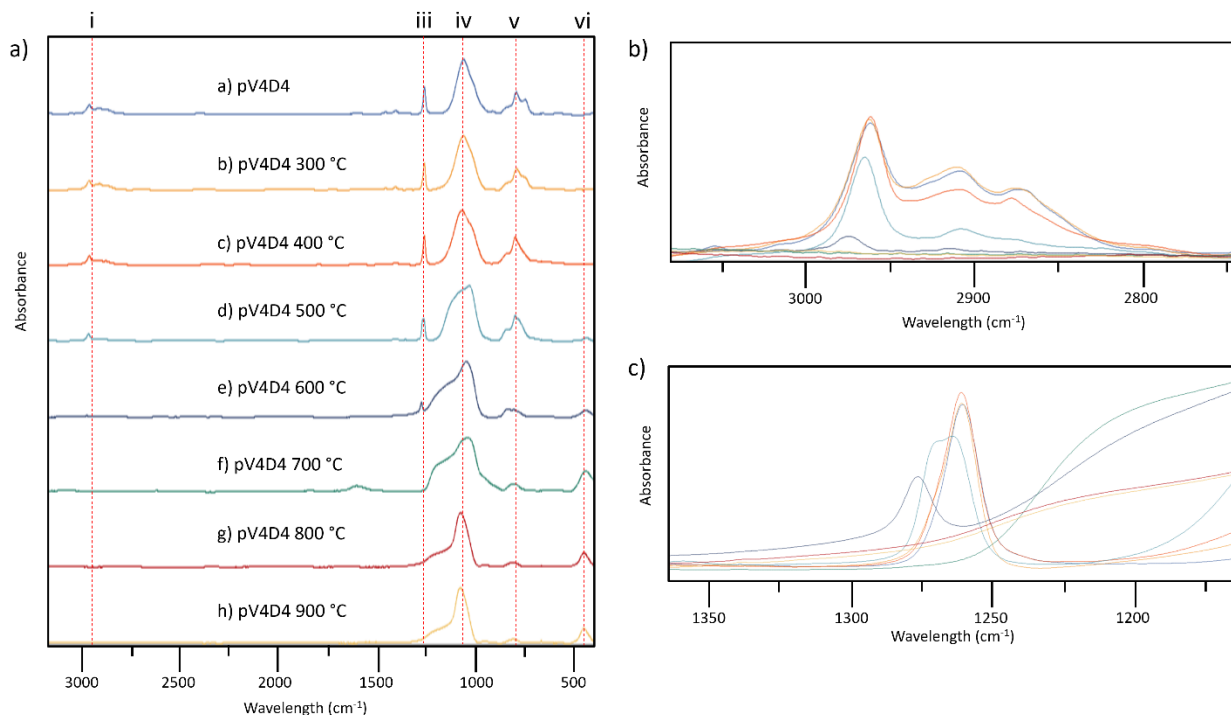 i iii iv v vi
a)
a) pV4D4
b) pV4D4 300 °C
c) pV4D4 400 °C
d) pV4D4 500 °C
e) pV4D4 600 °C
f) pV4D4 700 °C
g) pV4D4 800 °C
h) pV4D4 900 °C
Absorbance
3000 2500 2000 1500 1000 500
Wavelength (cm⁻¹)
b)
Absorbance
3000 2900 2800
Wavelength (cm⁻¹)
c)
Absorbance
1350 1300 1250 1200
Wavelength (cm⁻¹)